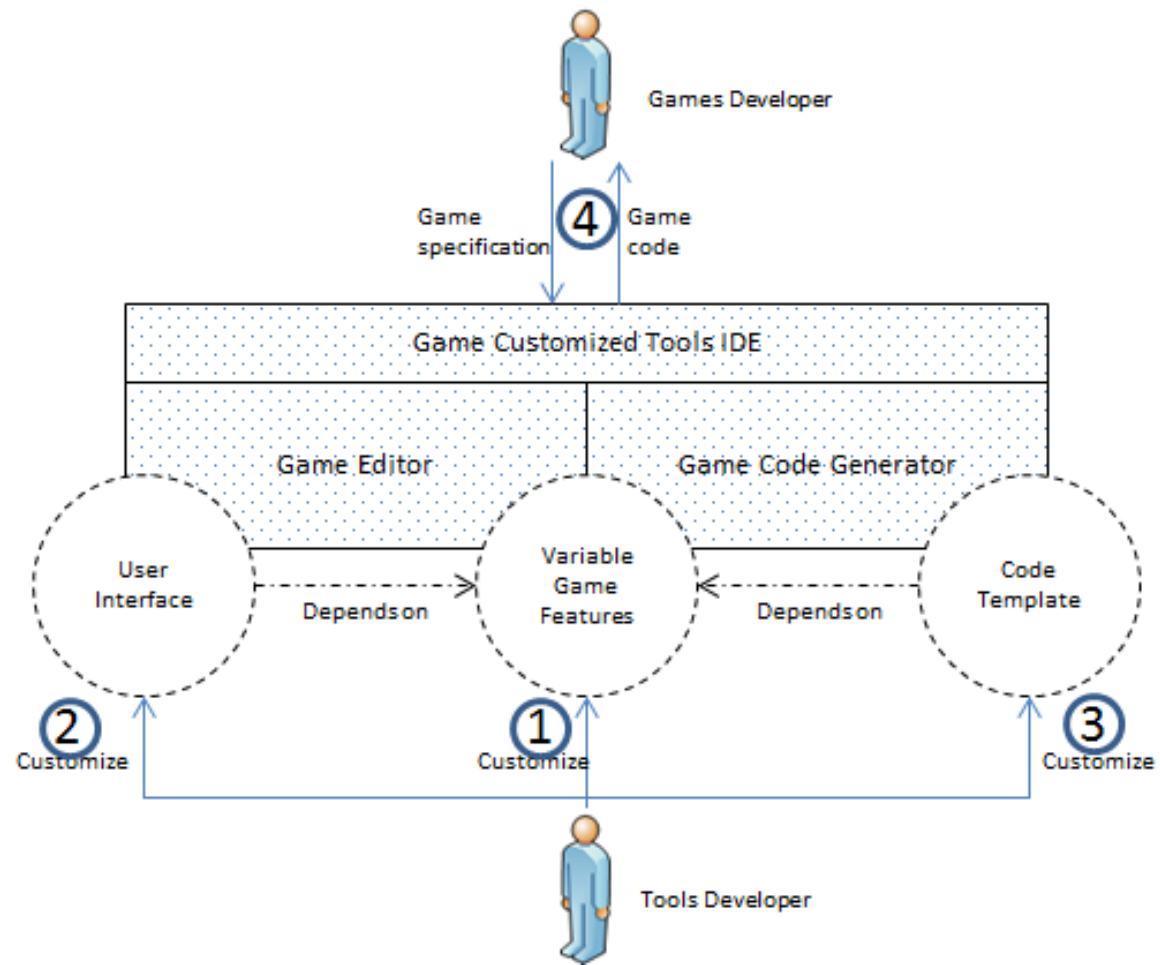 Games Developer
Game
specification
4
Game
code
Game Customized Tools IDE
Game Editor
Game Code Generator
User
Interface
Depends on
Variable
Game
Features
Depends on
Code
Template
2
Customize
1
Customize
3
Customize
Tools Developer